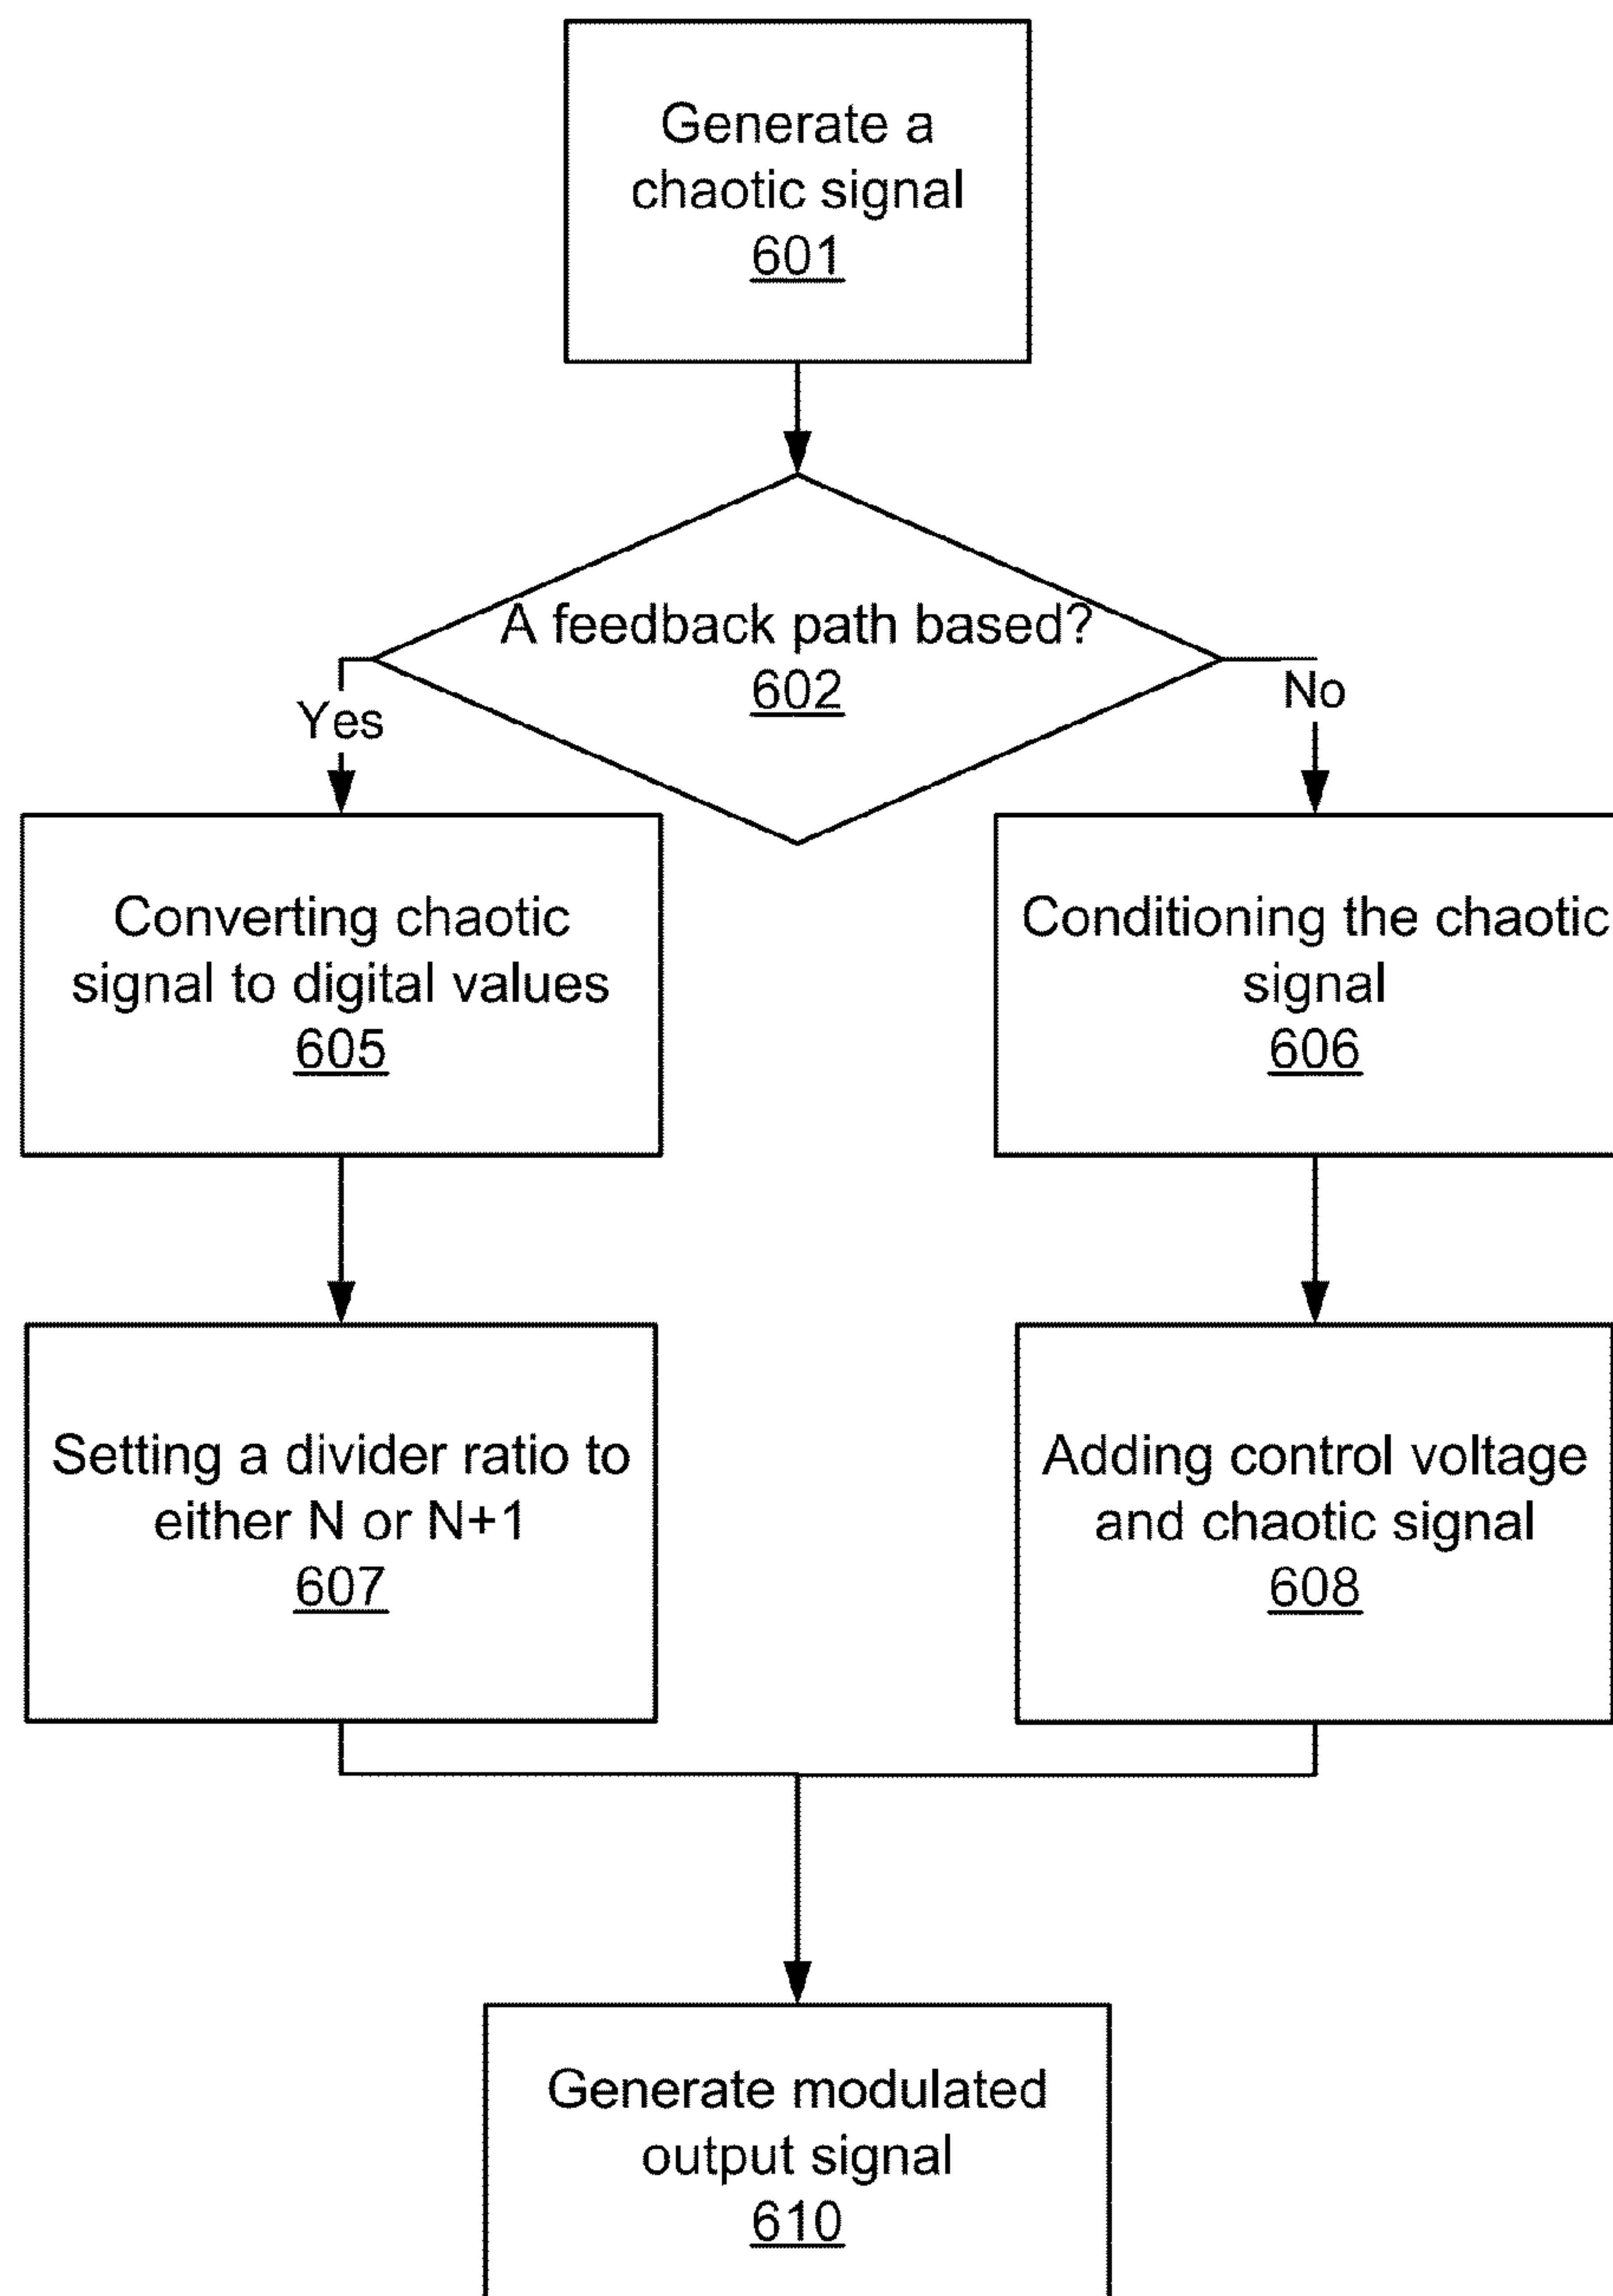 Generate a
chaotic signal
601
A feedback path based?
602
Yes
No
Converting chaotic
signal to digital values
605
Conditioning the chaotic
signal
606
Setting a divider ratio to
either N or N+1
607
Adding control voltage
and chaotic signal
608
Generate modulated
output signal
610